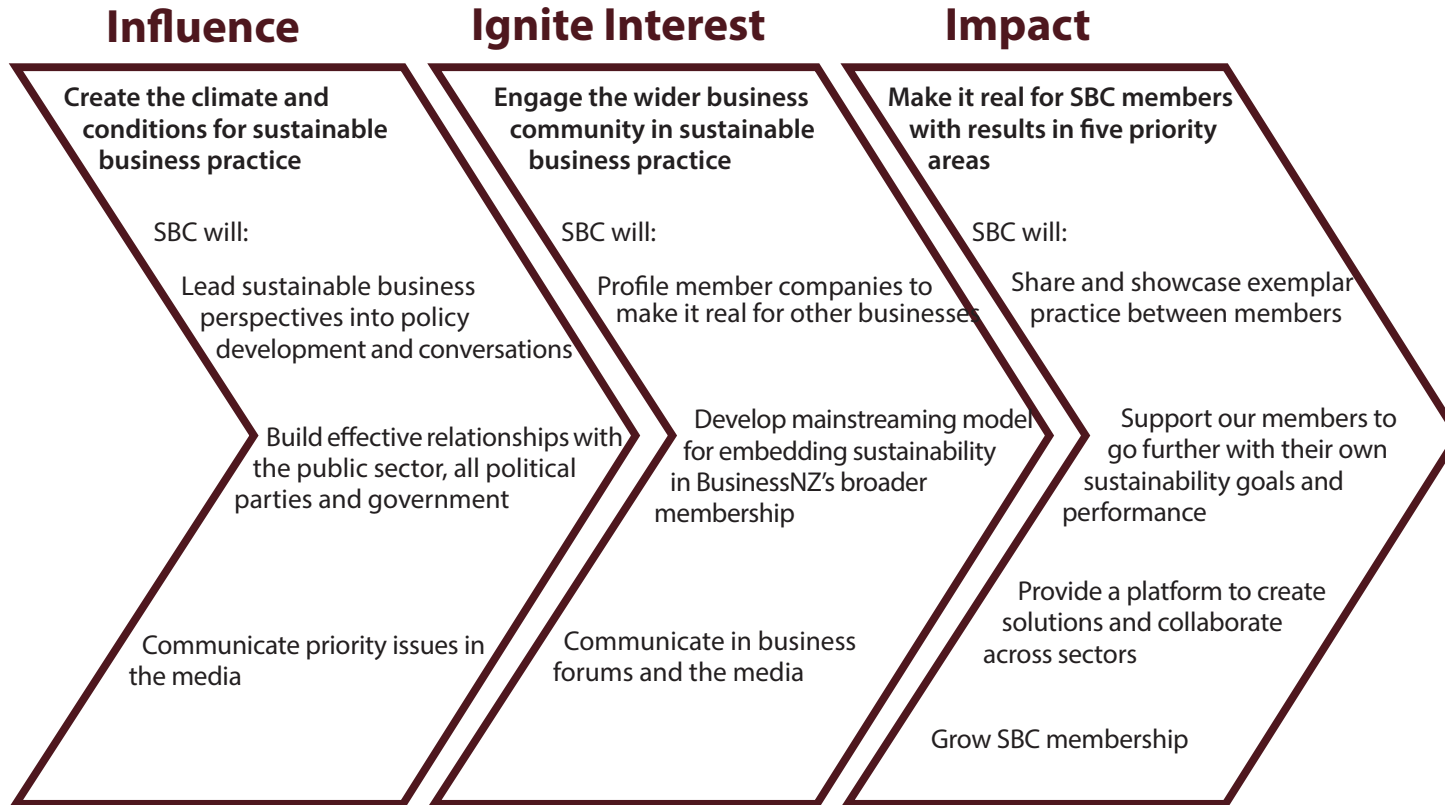 Influence
Create the climate and
conditions for sustainable
business practice
SBC will:
Lead sustainable business
perspectives into policy
development and conversations
Build effective relationships with
the public sector, all political
parties and government
Communicate priority issues in
the media
Ignite Interest
Engage the wider business
community in sustainable
business practice
SBC will:
Profile member companies to
make it real for other businesses
Develop mainstreaming model
for embedding sustainability
in BusinessNZ's broader
membership
Communicate in business
forums and the media
Impact
Make it real for SBC members
with results in five priority
areas
SBC will:
Share and showcase exemplar
practice between members
Support our members to
go further with their own
sustainability goals and
performance
Provide a platform to create
solutions and collaborate
across sectors
Grow SBC membership